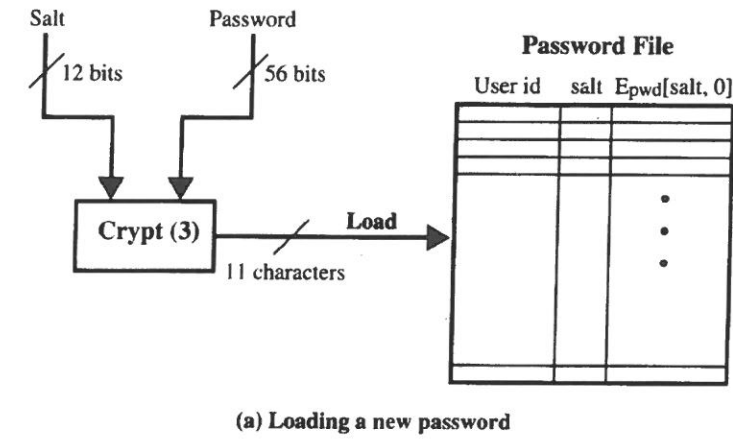 Salt
Password
12 bits
56 bits
Password File
User id salt Epwd[salt, 0]
Crypt (3)
Load
11 characters
(a) Loading a new password